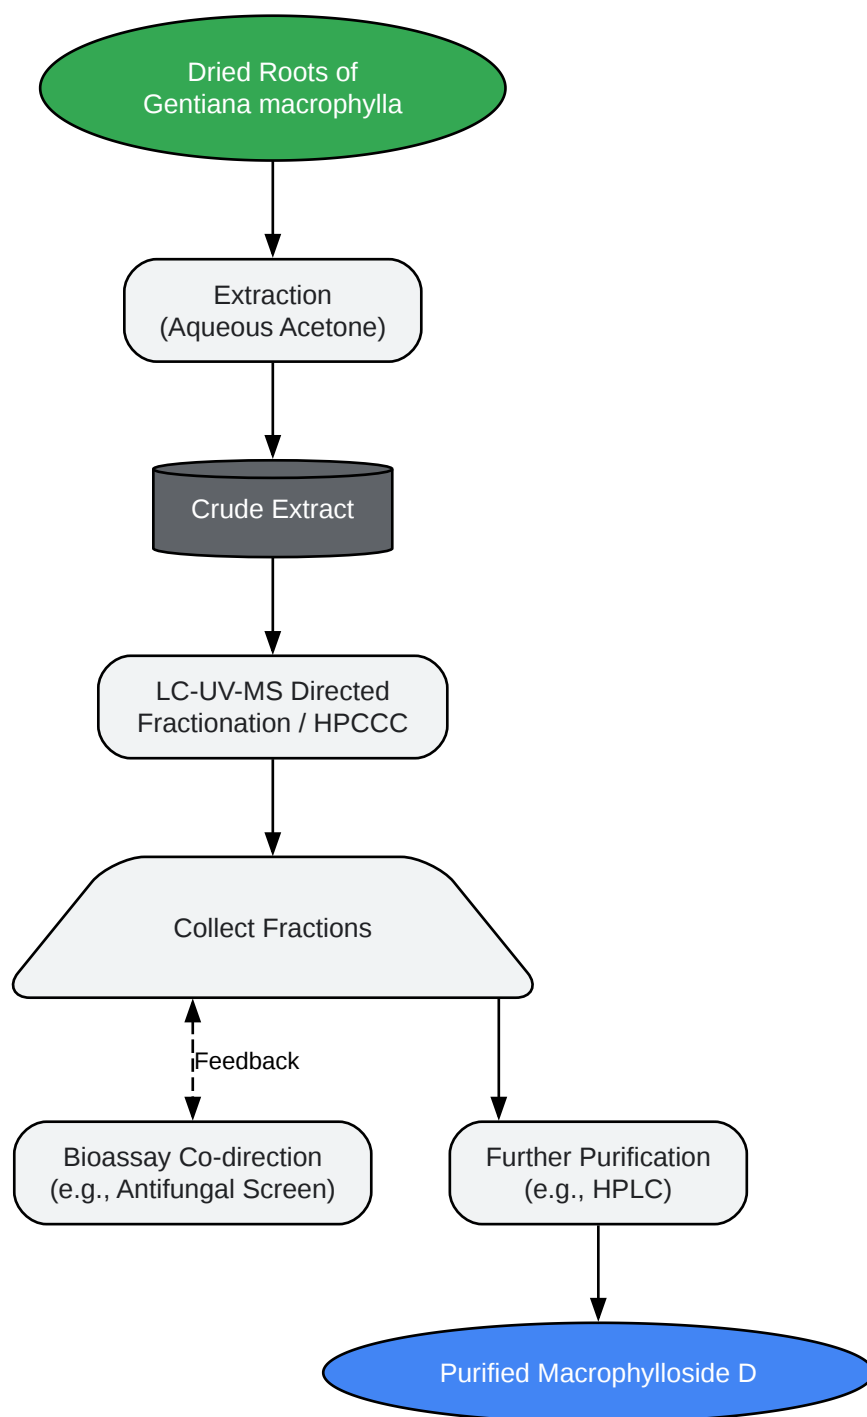 Dried Roots of
Gentiana macrophylla
Extraction
(Aqueous Acetone)
Crude Extract
LC-UV-MS Directed
Fractionation / HPCCC
Collect Fractions
Feedback
Bioassay Co-direction
(e.g., Antifungal Screen)
Further Purification
(e.g., HPLC)
Purified Macrophylloside D